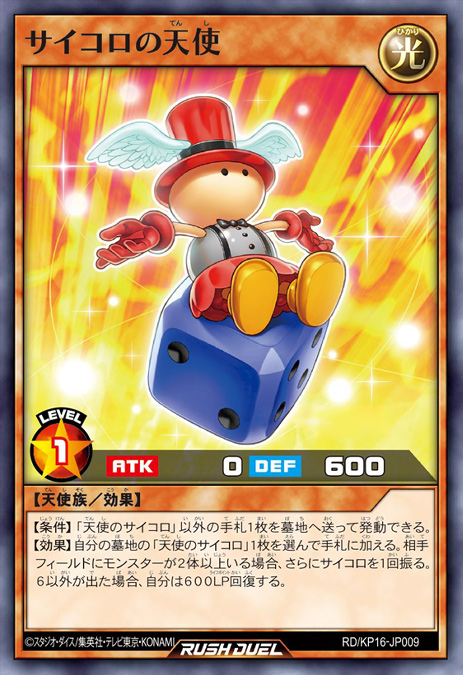 サイコロの天使
光
LEVEL
1
ATK 0 DEF 600
【天使族／効果】
【条件】「天使のサイコロ」以外の手札1枚を墓地へ送って発動できる。
【効果】自分の墓地の「天使のサイコロ」1枚を選んで手札に加える。相手
フィールドにモンスターが2体以上いる場合、さらにサイコロを1回振る。
6以外が出た場合、自分は600LP回復する。
©スタジオ・ダイス/集英社・テレビ東京・KONAMI
RUSH DUEL
RD/KP16-JP009